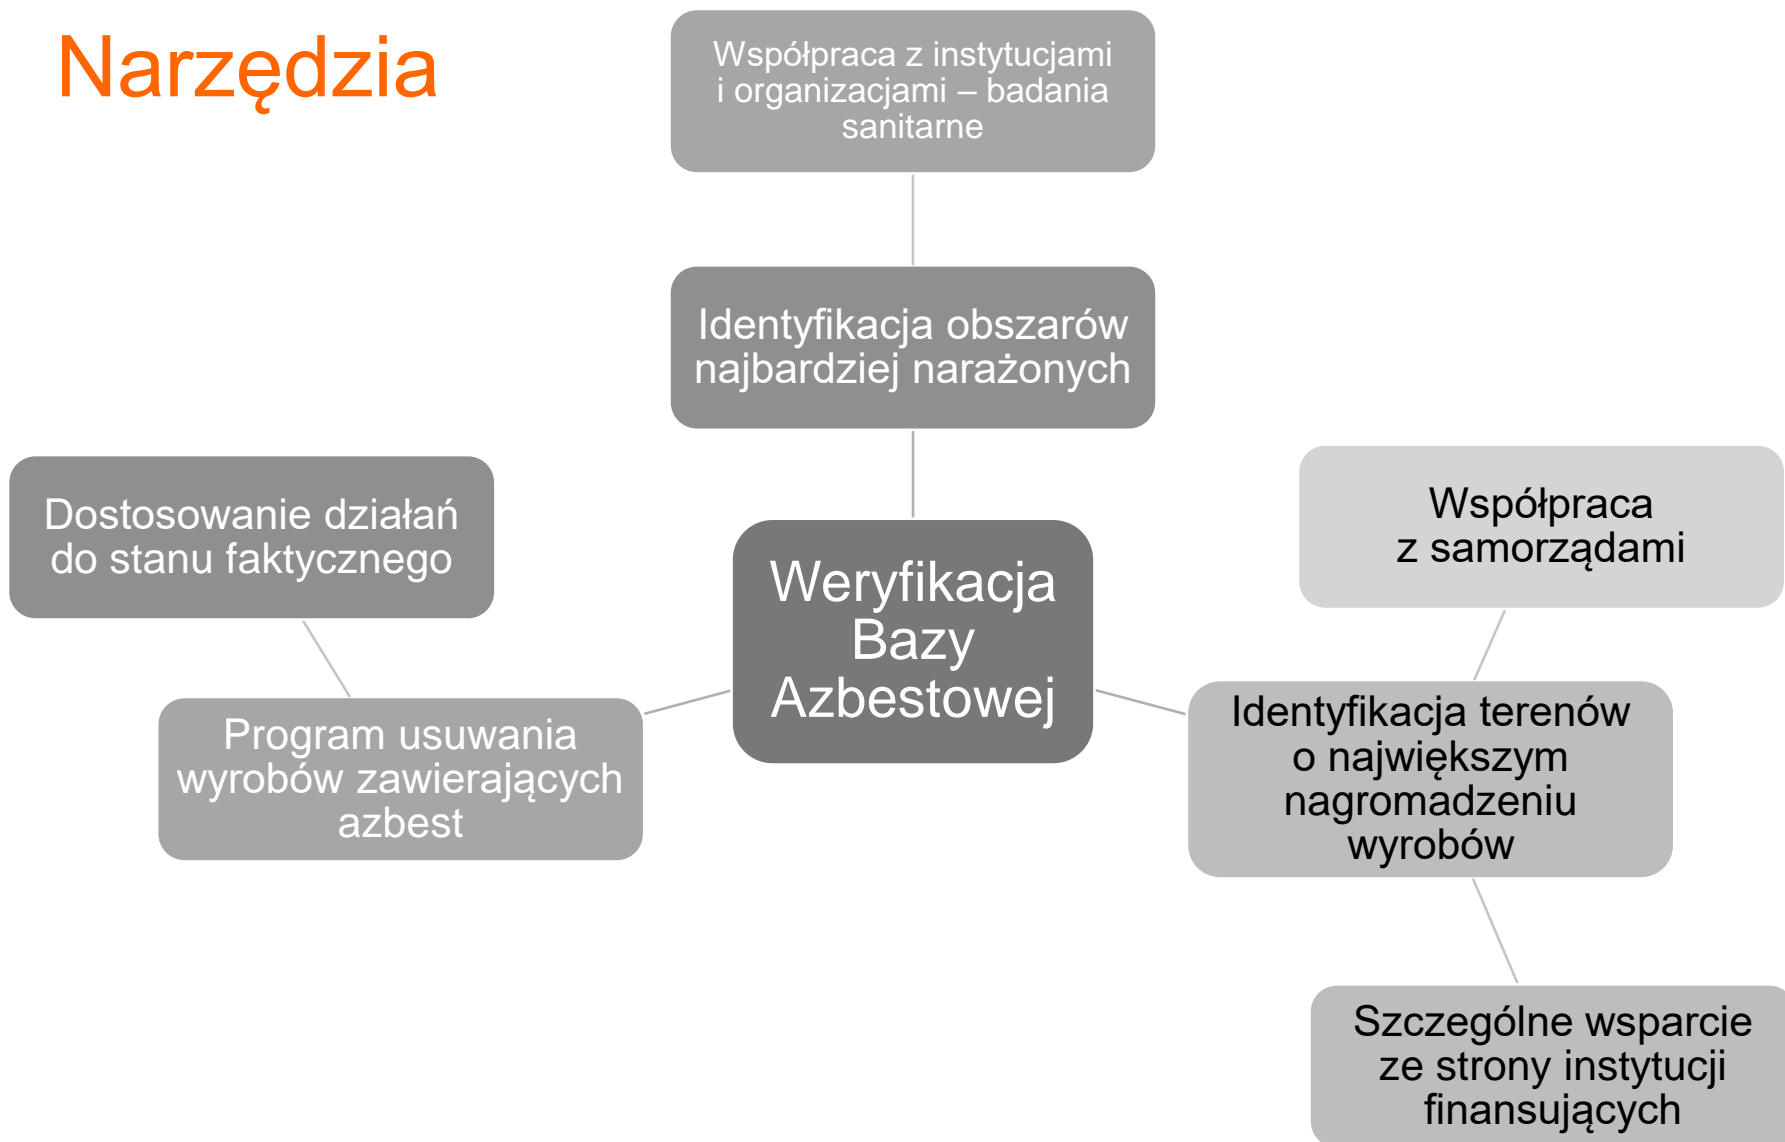 Narzędzia
Współpraca z instytucjami
i organizacjami – badania
sanitarne
Identyfikacja obszarów
najbardziej narażonych
Dostosowanie działań
do stanu faktycznego
Współpraca
z samorządami
Weryfikacja
Bazy
Azbestowej
Program usuwania
wyrobów zawierających
azbest
Identyfikacja terenów
o największym
nagromadzeniu
wyrobów
Szczególne wsparcie
ze strony instytucji
finansujących